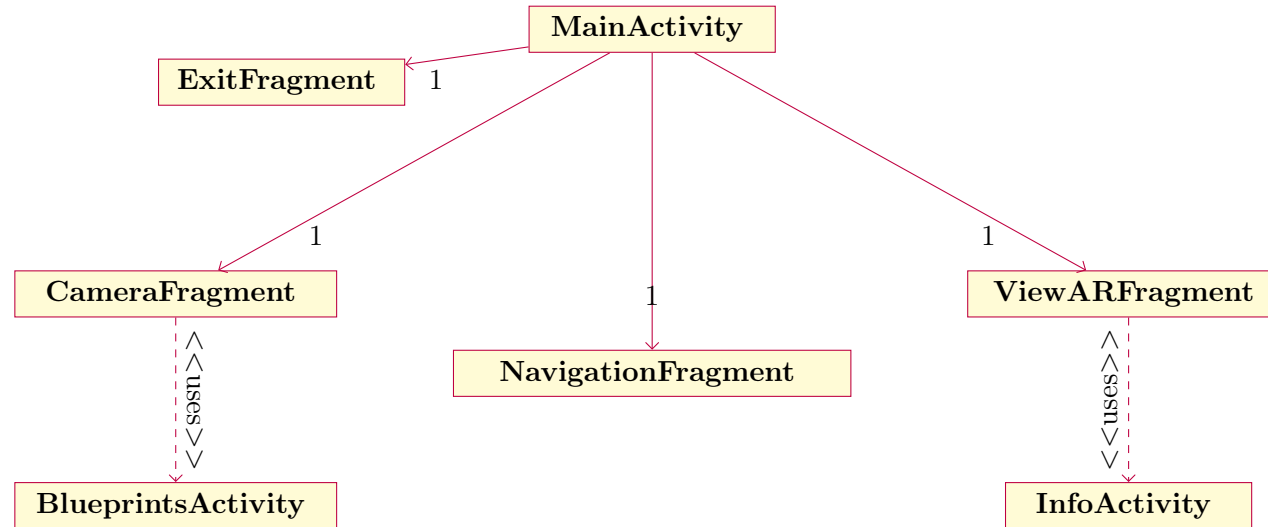 MainActivity
ExitFragment
1
1
1
CameraFragment
ViewARFragment
1
NavigationFragment
<<uses>>
<<uses>>
BlueprintsActivity
InfoActivity